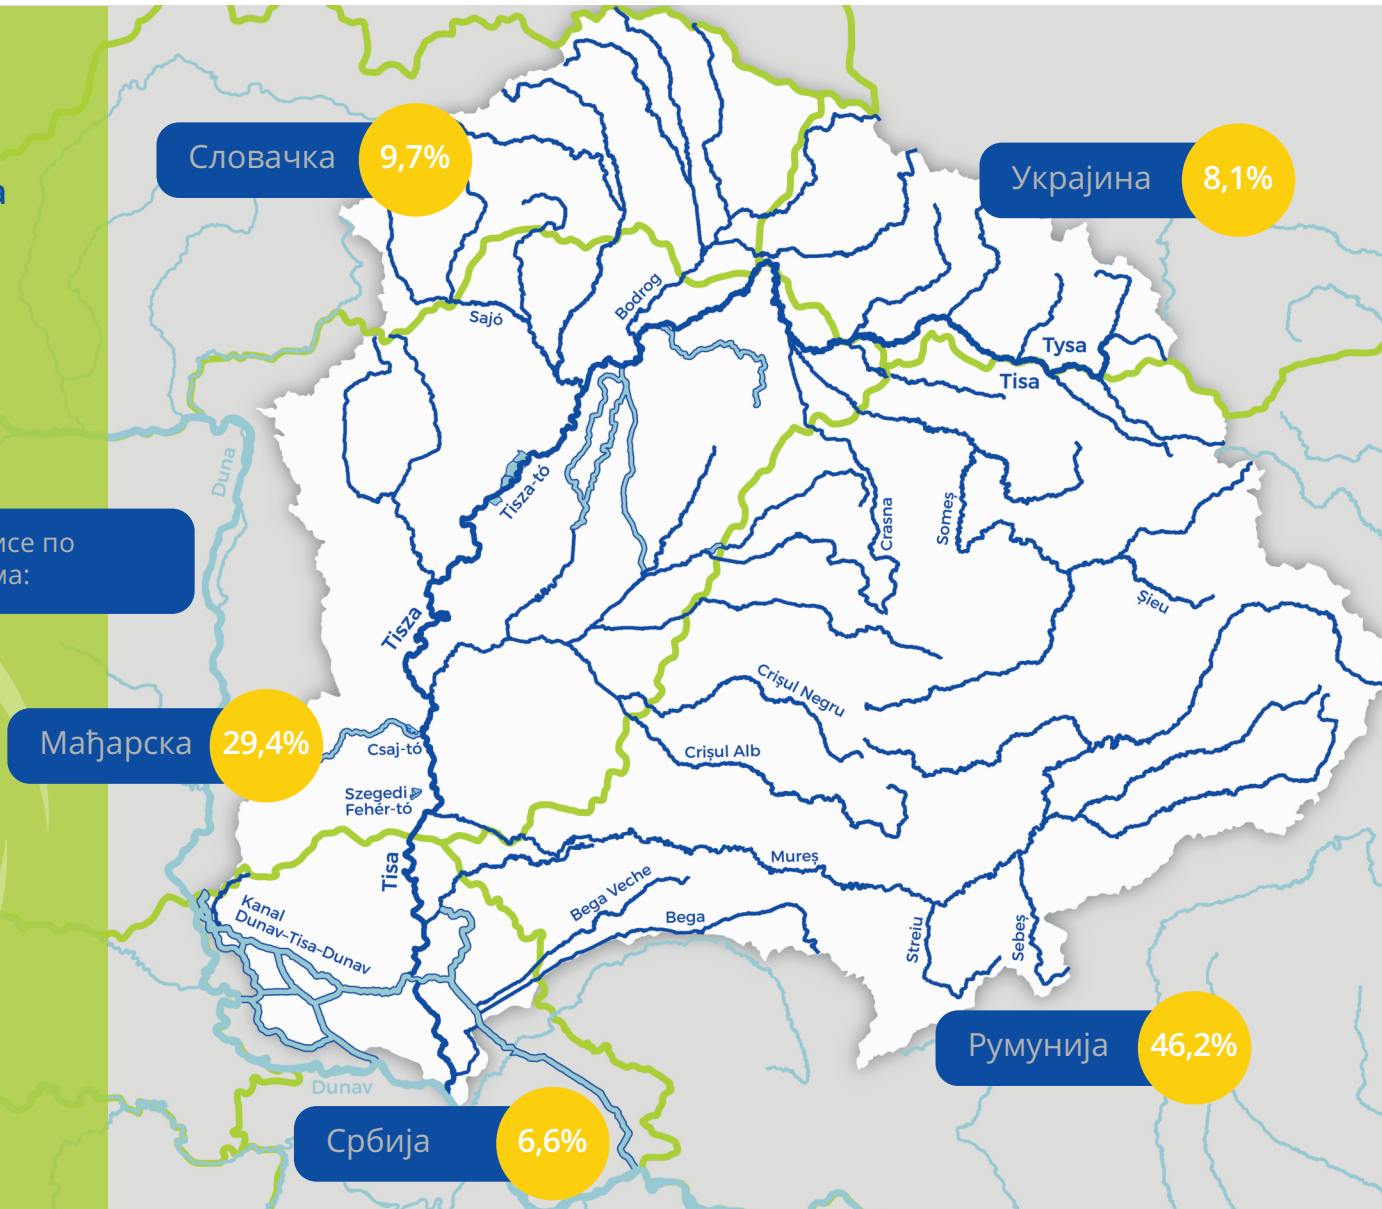 Словачка
9,7%
Украјина
8,1%
Bodrog
Sajó
Tysa
Tisa
Duna
Tisza-tó
Crasna
Someș
по
Tisza
Șieu
Crișul Negru
Мађарска
29,4%
Csaj-tó
Crișul Alb
Szegedi
Fehér-tó
Tisa
Mureș
Bega Veche
Kanal
Dunav-Tisa-Dunav
Bega
Streiu
Sebeș
Румунија
46,2%
Dunav
Србија
6,6%